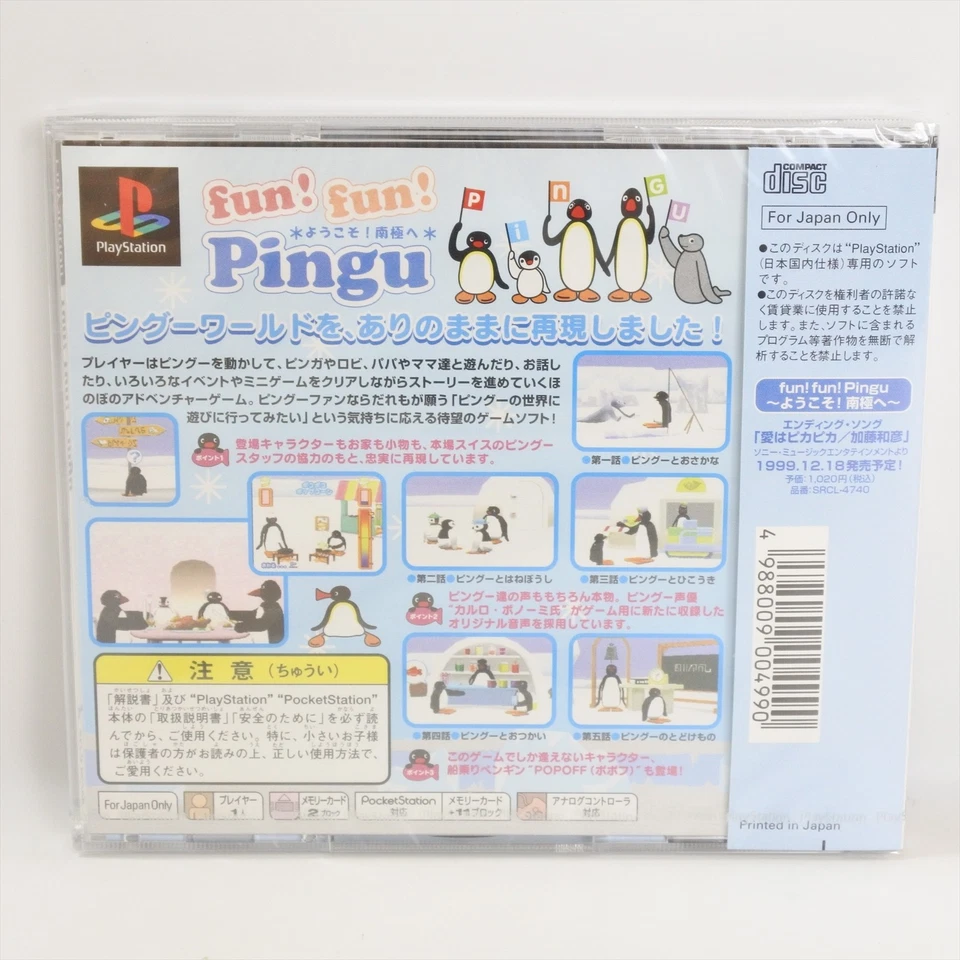 PlayStation
fun! fun!
＊ようこそ！南極へ＊
Pingu
P
i
n
G
U
ピングーワールドを、ありのままに再現しました！
プレイヤーはピングーを動かして、ピンガやロビ、パパやママ達と遊んだり、お話し
たり、いろいろなイベントやミニゲームをクリアしながらストーリーを進めていくほ
のぼのアドベンチャーゲーム。ピングーファンならだれもが願う「ピングーの世界に
遊びに行ってみたい」という気持ちに応える待望のゲームソフト！
ポイント1
登場キャラクターもお家も小物も、本場スイスのピングー
スタッフの協力のもと、忠実に再現しています。
?
●第一話●ピングーとおさかな
●第二話●ピングーとはねぼうし
●第三話●ピングーとひこうき
ポイント2
ピングー達の声ももちろん本物。ピングー声優
“カルロ・ボノーミ氏”がゲーム用に新たに収録した
オリジナル音声を採用しています。
●第四話●ピングーとおつかい
●第五話●ピングーのとどけもの
ポイント3
このゲームでしか逢えないキャラクター、
船乗りペンギン“POPOFF（ポポフ）”も登場！
注意（ちゅうい）
「解説書」及び“PlayStation”“PocketStation”
本体の「取扱説明書」「安全のために」を必ず読
んでから、ご使用ください。特に、小さいお子様
は保護者の方がお読みの上、正しい使用方法で、
ご愛用ください。
For Japan Only
プレイヤー
1人
メモリーカード
2ブロック
PocketStation
対応
メモリーカード
+11ブロック
アナログコントローラ
対応
COMPACT
disc
For Japan Only
●このディスクは“PlayStation”
(日本国内仕様）専用のソフト
です。
●このディスクを権利者の許諾な
く賃貸業に使用することを禁止
します。また、ソフトに含まれる
プログラム等著作物を無断で解
析することを禁止します。
fun! fun! Pingu
～ようこそ！南極へ～
エンディング・ソング
「愛はピカピカ／加藤和彦」
ソニー・ミュージックエンタテインメントより
1999.12.18発売予定！
予価：1,020円(税込)
品番：SRCL-4740
4 988009 004990
Printed in Japan